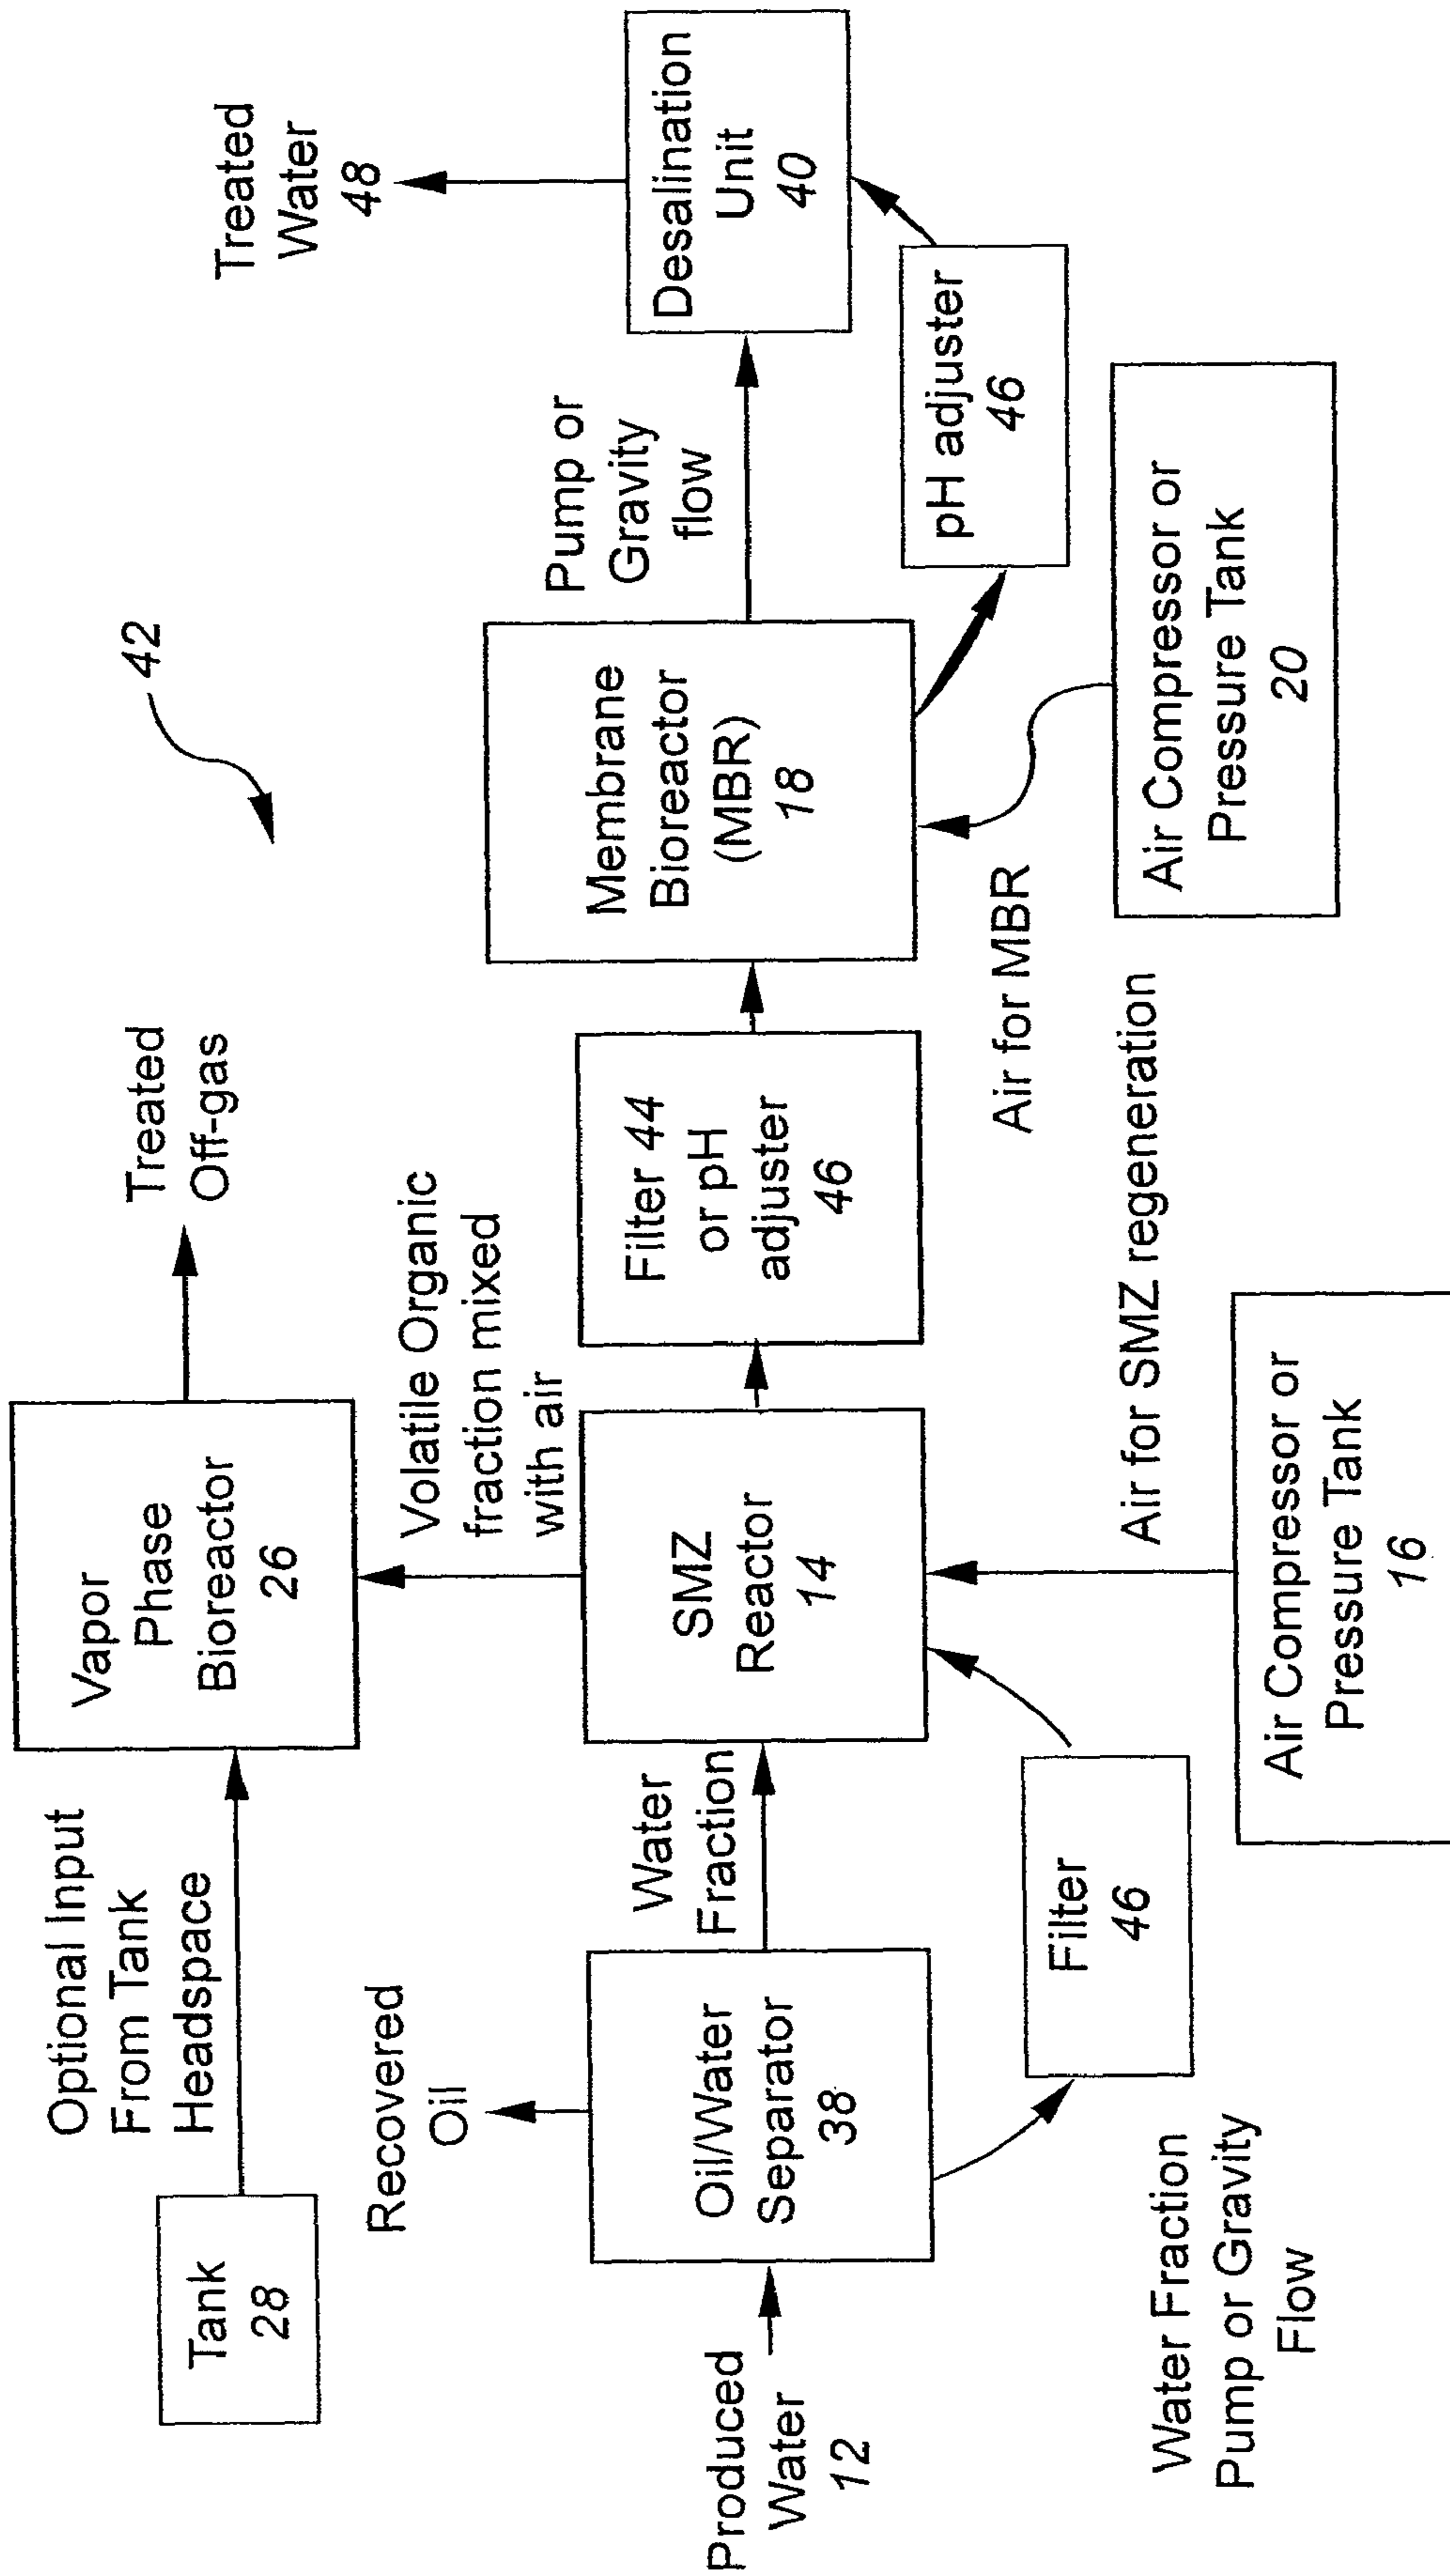 42
Tank
28
Optional Input
From Tank
Headspace
Vapor
Phase
Bioreactor
26
Treated
Off-gas
Recovered
Oil
Volatile Organic
fraction mixed
with air
Treated
Water
48
Produced
Water
12
Oil/Water
Separator
38
Water
Fraction
SMZ
Reactor
14
Filter 44
or pH
adjuster
46
Membrane
Bioreactor
(MBR)
18
Pump or
Gravity
flow
Desalination
Unit
40
pH adjuster
46
Water Fraction
Pump or Gravity
Flow
Filter
46
Air for SMZ regeneration
Air for MBR
Air Compressor or
Pressure Tank
16
Air Compressor or
Pressure Tank
20